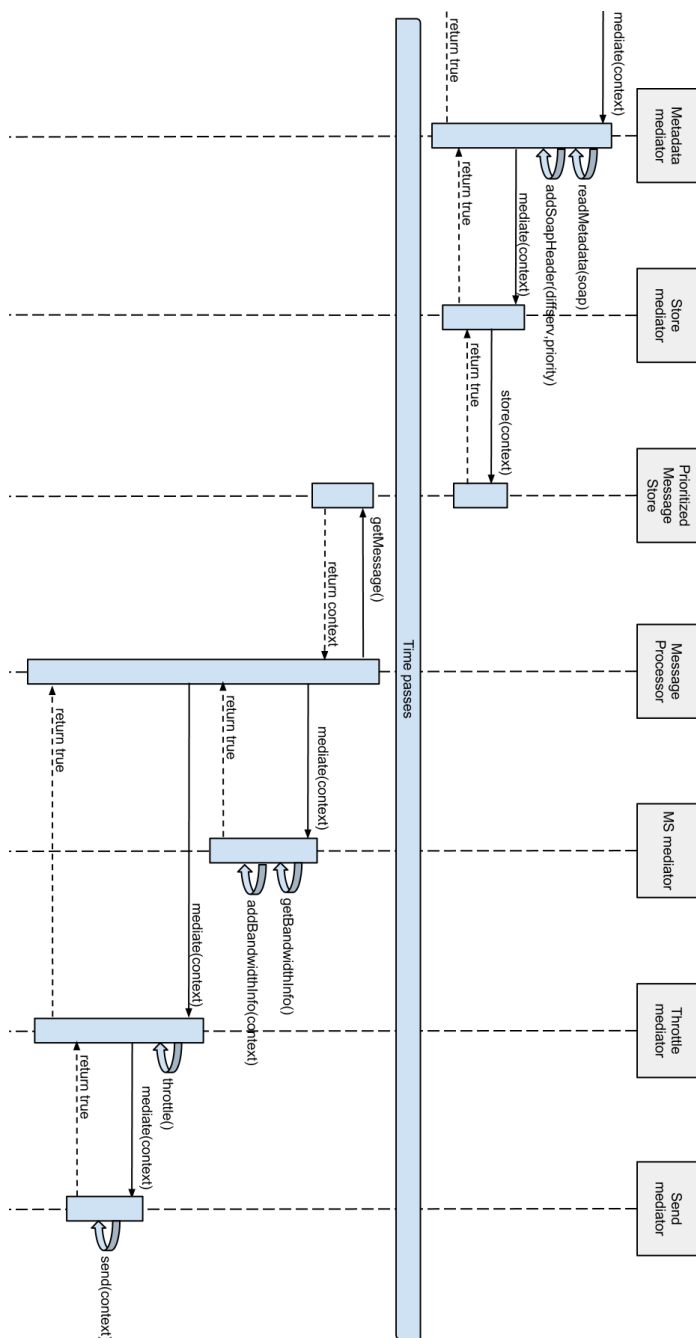 Metadata
mediator
Store
mediator
Prioritized
Message
Store
Message
Processor
MS mediator
Throttle
mediator
Send
mediator
mediate(context)
readMetadata(soap)
addSoapHeader(diffserv,priority)
mediate(context)
store(context)
return true
return true
return true
Time passes
getMessage()
return context
mediate(context)
getBandwidthInfo()
addBandwidthInfo(context)
return true
mediate(context)
throttle()
mediate(context)
send(context)
return true
return true